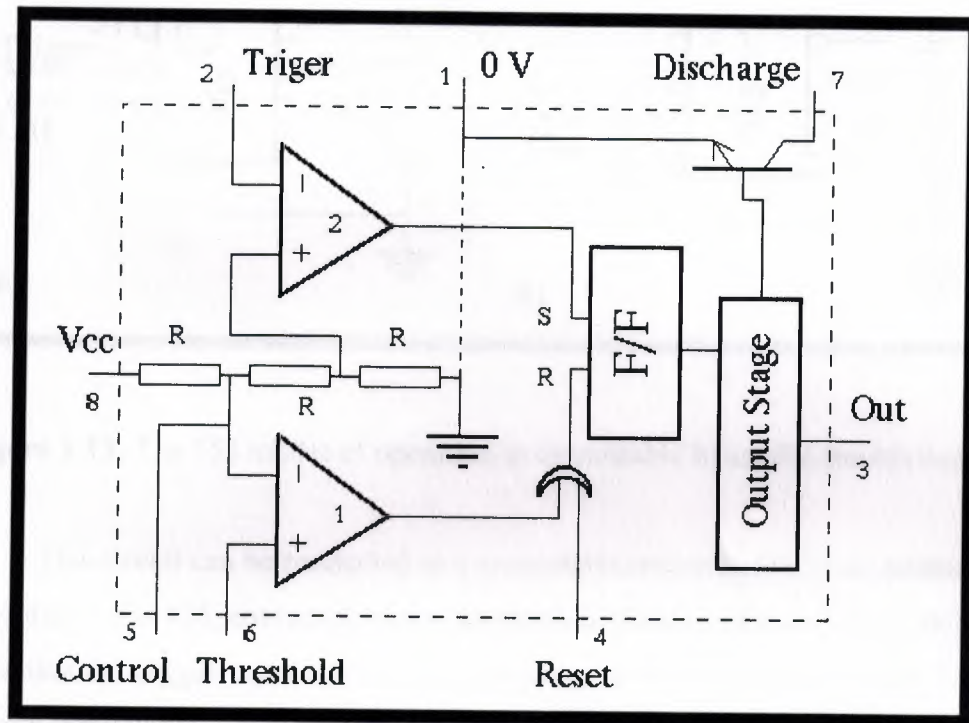 2 Triger 1 0 V Discharge 7
-
2
+
S
Vcc R R
F/F
R
8 R
Output Stage
Out
3
-
1
+
5 6 4
Control Threshold Reset